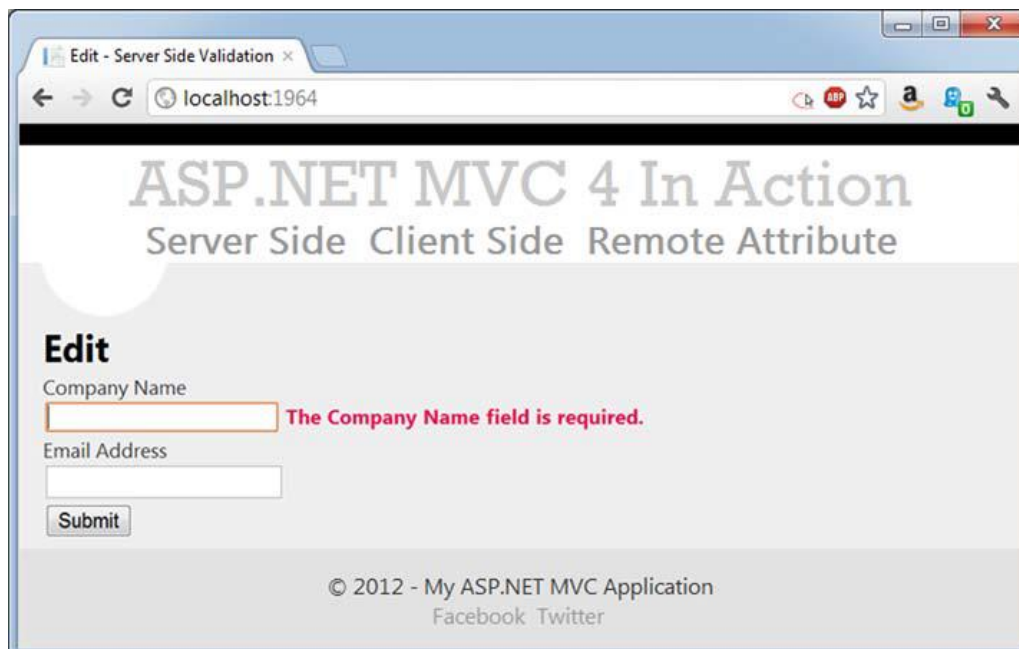 Edit - Server Side Validation
localhost:1964
ABP
a
0
ASP.NET MVC 4 In Action
Server Side Client Side Remote Attribute
Edit
Company Name
The Company Name field is required.
Email Address
Submit
© 2012 - My ASP.NET MVC Application
Facebook Twitter